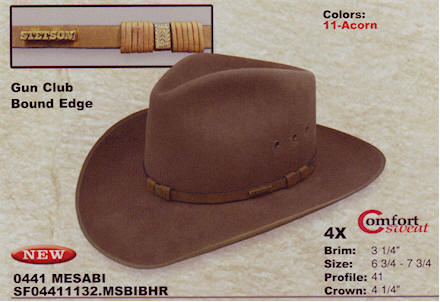 STETSON
Colors:
11-Acorn
Gun Club
Bound Edge
NEW
0441 MESABI
SF04411132.MSBIBHR
4X Comfort sweat
Brim: 3 1/4"
Size: 6 3/4 - 7 3/4
Profile: 41
Crown: 4 1/4"